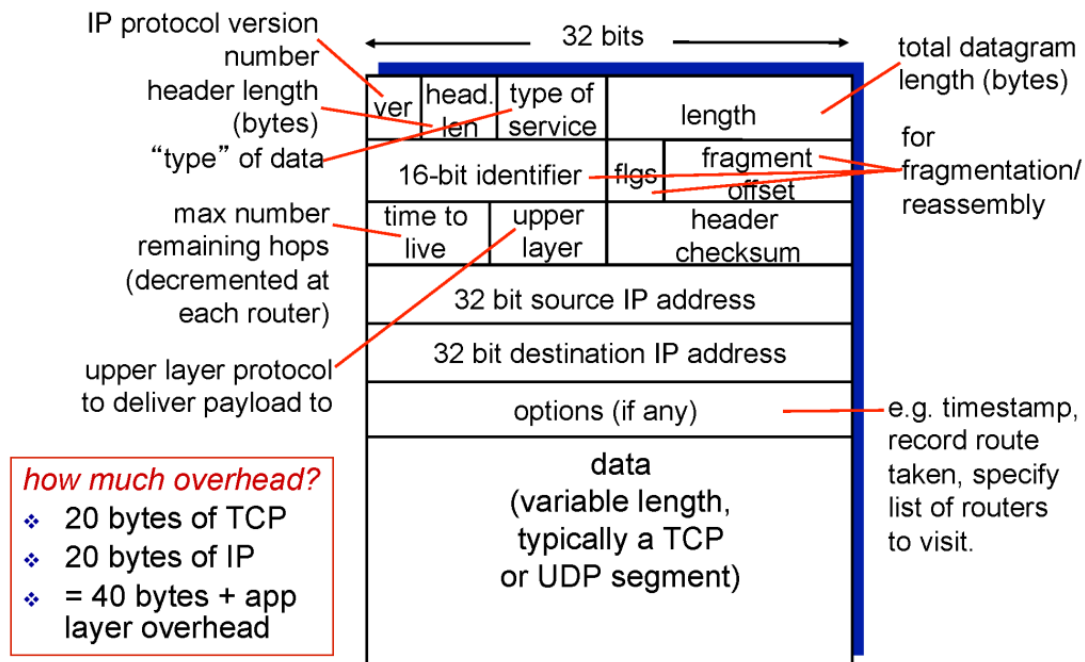 IP protocol version
number
header length
(bytes)
“type” of data
max number
remaining hops
(decremented at
each router)
upper layer protocol
to deliver payload to
32 bits
ver
head.
len
type of
service
length
16-bit identifier
flgs
fragment
offset
time to
live
upper
layer
header
checksum
32 bit source IP address
32 bit destination IP address
options (if any)
data
(variable length,
typically a TCP
or UDP segment)
total datagram
length (bytes)
for
fragmentation/
reassembly
e.g. timestamp,
record route
taken, specify
list of routers
to visit.
how much overhead?
❖ 20 bytes of TCP
❖ 20 bytes of IP
❖ = 40 bytes + app
layer overhead